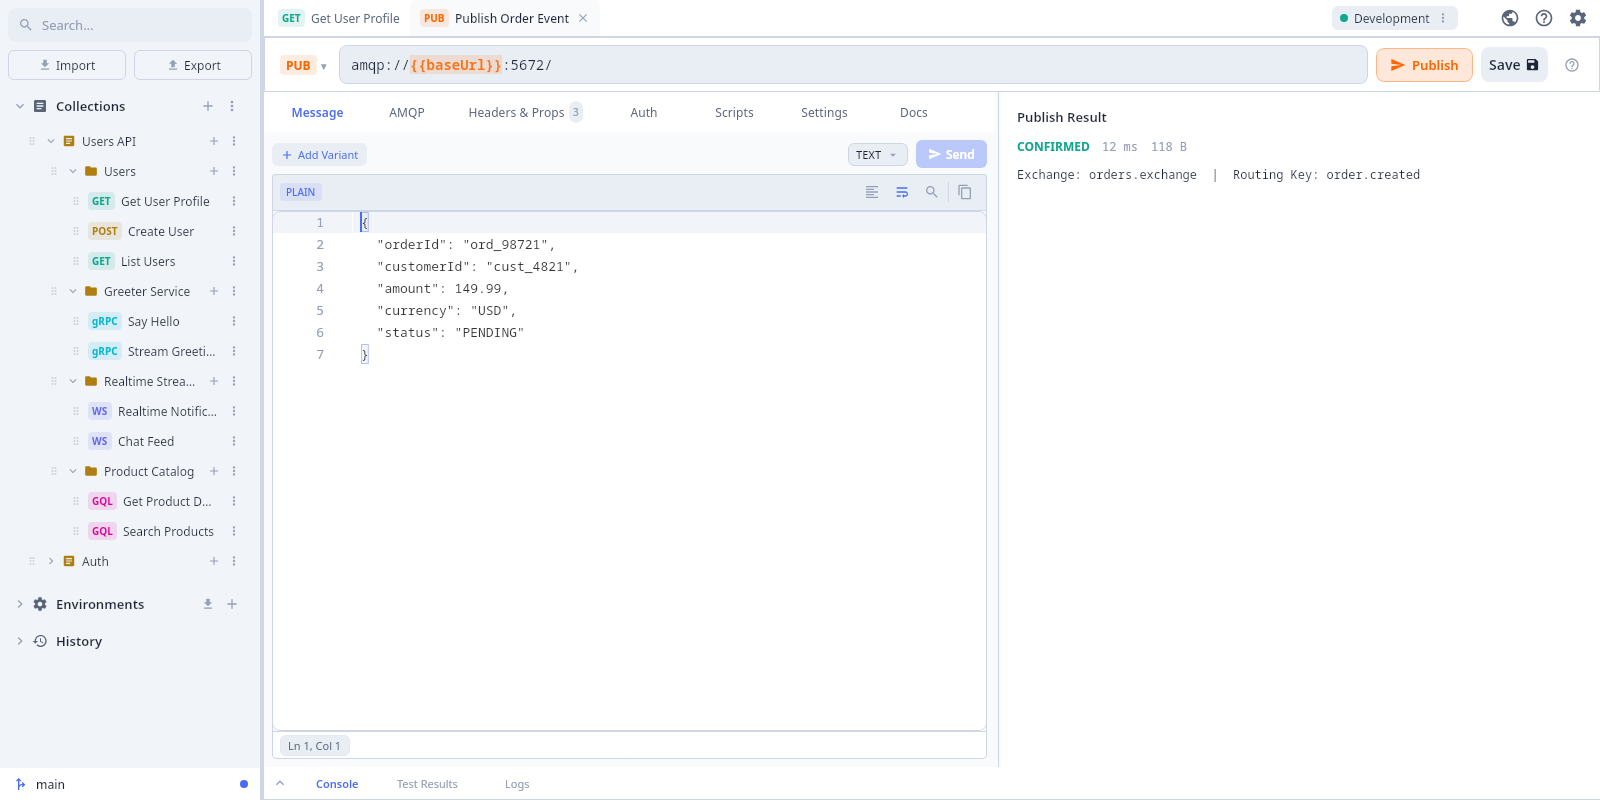 Search...
Import
Export
Collections
Users API
Users
GET Get User Profile
POST Create User
GET List Users
Greeter Service
gRPC Say Hello
gRPC Stream Greeti...
Realtime Strea...
WS Realtime Notific...
WS Chat Feed
Product Catalog
GQL Get Product D...
GQL Search Products
Auth
Environments
History
main
GET Get User Profile
PUB Publish Order Event
Development
PUB
amqp://{{baseUrl}}:5672/
Publish
Save
Message
AMQP
Headers & Props 3
Auth
Scripts
Settings
Docs
Add Variant
TEXT
Send
PLAIN
1 {
2 "orderId": "ord_98721",
3 "customerId": "cust_4821",
4 "amount": 149.99,
5 "currency": "USD",
6 "status": "PENDING"
7 }
Ln 1, Col 1
Publish Result
CONFIRMED 12 ms 118 B
Exchange: orders.exchange | Routing Key: order.created
Console
Test Results
Logs